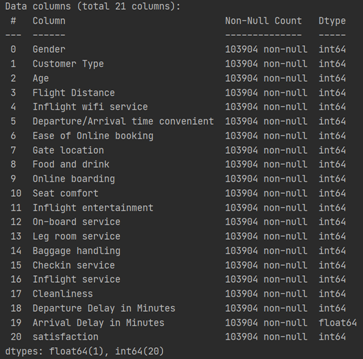 Data columns (total 21 columns):
 #   Column                             Non-Null Count   Dtype
---  ------                             --------------   -----
 0   Gender                             103904 non-null  int64
 1   Customer Type                      103904 non-null  int64
 2   Age                                103904 non-null  int64
 3   Flight Distance                    103904 non-null  int64
 4   Inflight wifi service              103904 non-null  int64
 5   Departure/Arrival time convenient  103904 non-null  int64
 6   Ease of Online booking             103904 non-null  int64
 7   Gate location                      103904 non-null  int64
 8   Food and drink                     103904 non-null  int64
 9   Online boarding                    103904 non-null  int64
 10  Seat comfort                       103904 non-null  int64
 11  Inflight entertainment             103904 non-null  int64
 12  On-board service                   103904 non-null  int64
 13  Leg room service                   103904 non-null  int64
 14  Baggage handling                   103904 non-null  int64
 15  Checkin service                    103904 non-null  int64
 16  Inflight service                   103904 non-null  int64
 17  Cleanliness                        103904 non-null  int64
 18  Departure Delay in Minutes         103904 non-null  int64
 19  Arrival Delay in Minutes           103904 non-null  float64
 20  satisfaction                       103904 non-null  int64
dtypes: float64(1), int64(20)